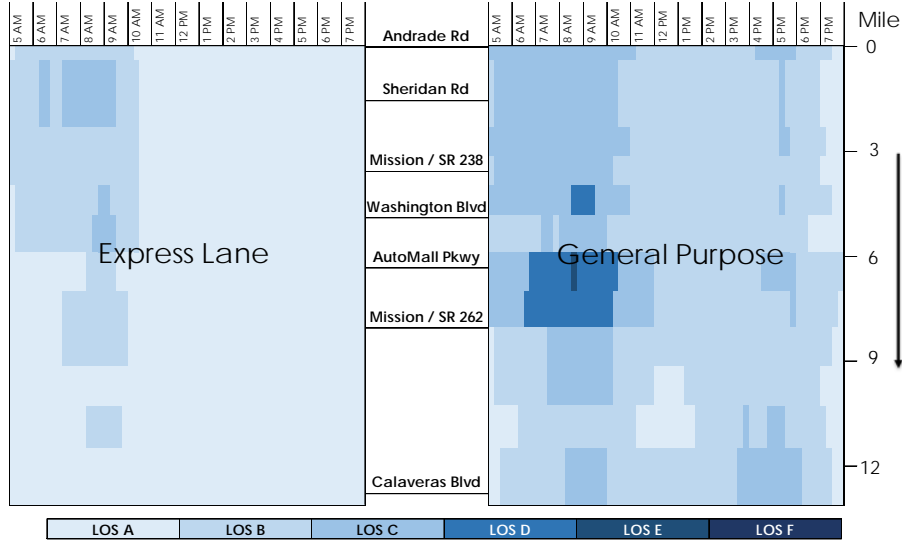 5 AM 6 AM 7 AM 8 AM 9 AM 10 AM 11 AM 12 PM 1 PM 2 PM 3 PM 4 PM 5 PM 6 PM 7 PM
5 AM 6 AM 7 AM 8 AM 9 AM 10 AM 11 AM 12 PM 1 PM 2 PM 3 PM 4 PM 5 PM 6 PM 7 PM
Mile
Andrade Rd
0
Sheridan Rd
3
Mission / SR 238
Washington Blvd
Express Lane
AutoMall Pkwy
General Purpose
6
Mission / SR 262
9
12
Calaveras Blvd
LOS A LOS B LOS C LOS D LOS E LOS F